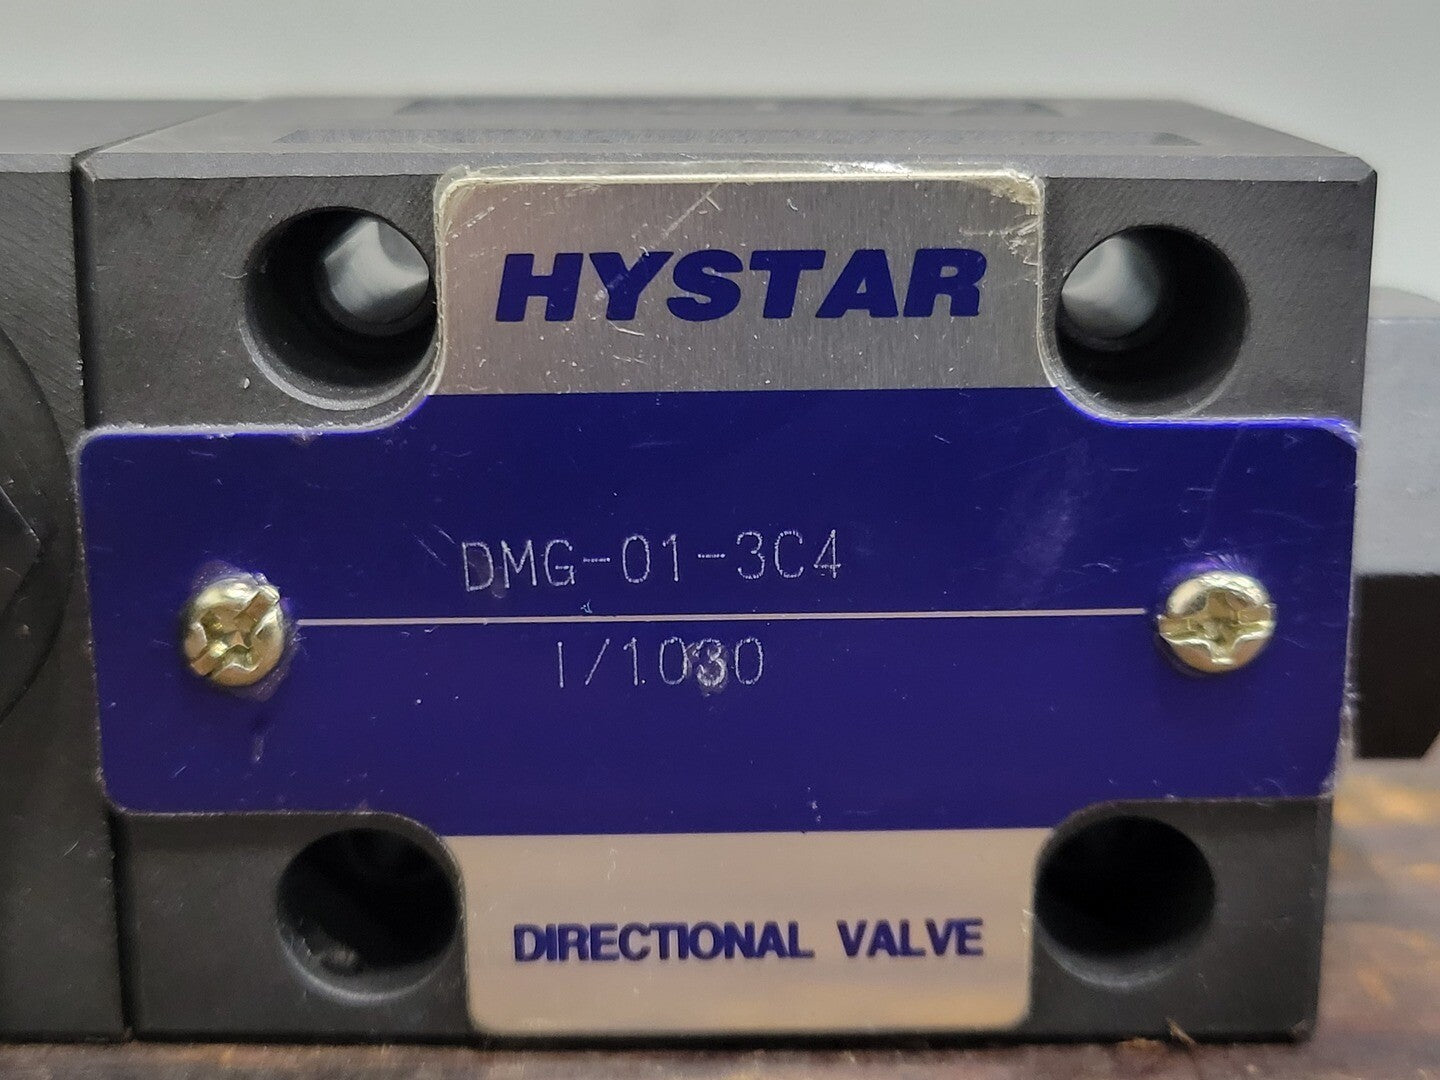 HYSTAR
DMG-01-3C4
I/1030
DIRECTIONAL VALVE